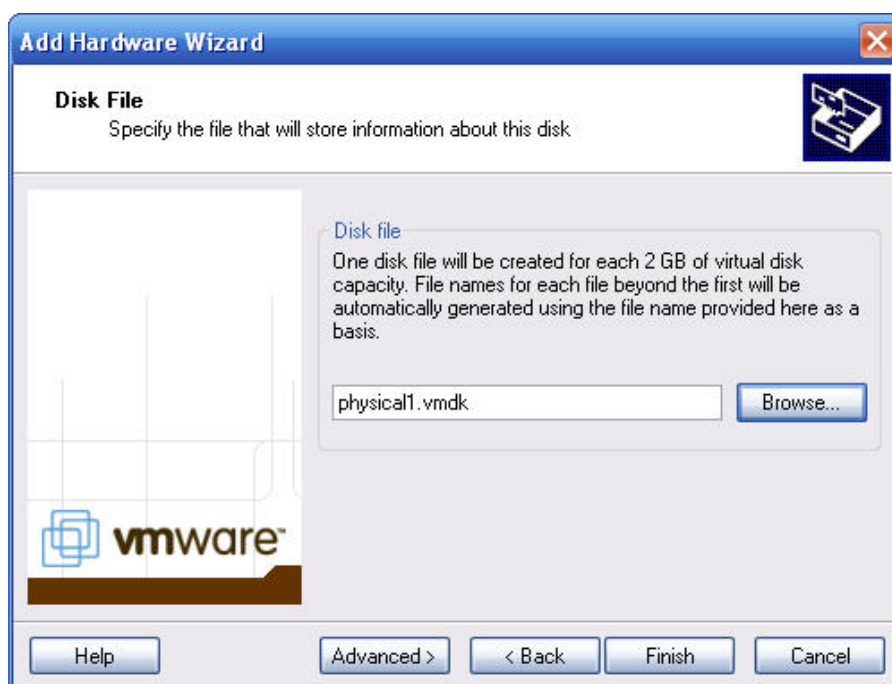 Add Hardware Wizard
Disk File
Specify the file that will store information about this disk
Disk file
One disk file will be created for each 2 GB of virtual disk
capacity. File names for each file beyond the first will be
automatically generated using the file name provided here as a
basis.
physical1.vmdk
Browse...
vmware™
Help
Advanced >
< Back
Finish
Cancel